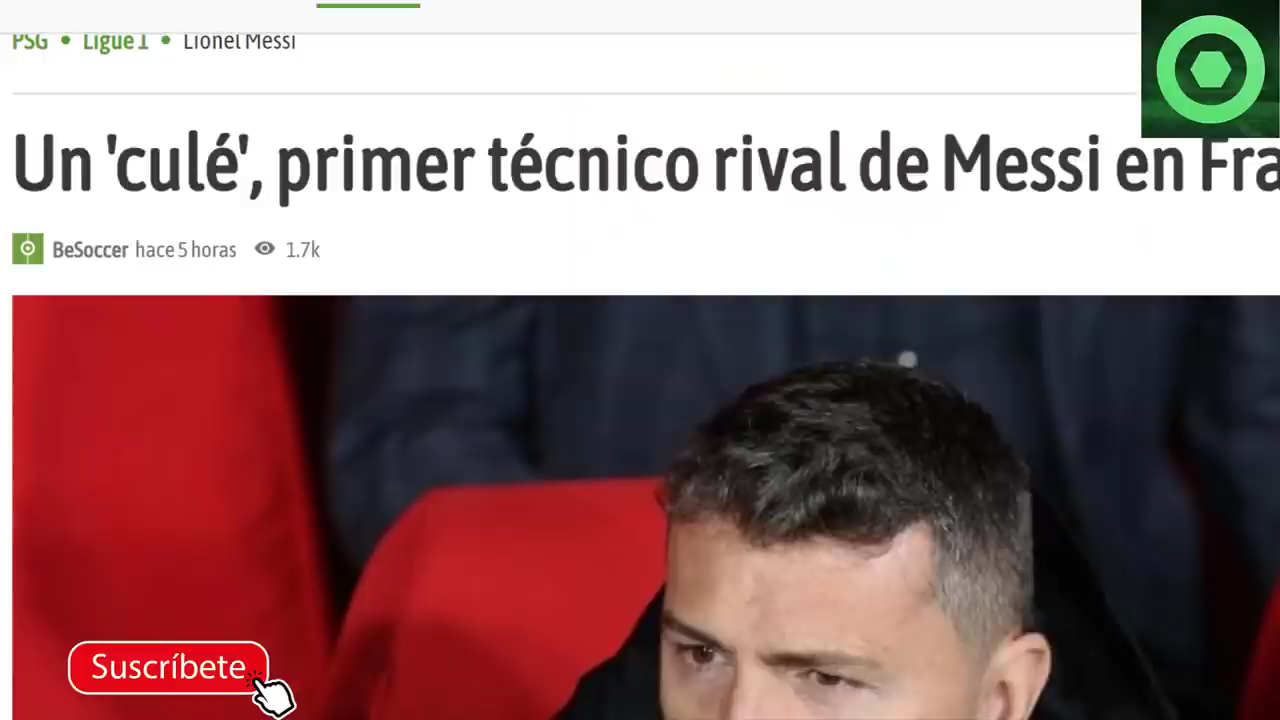 PSG • Ligue 1 • Lionel Messi
Un 'culé', primer técnico rival de Messi en Fra
BeSoccer hace 5 horas 1.7k
Suscríbete